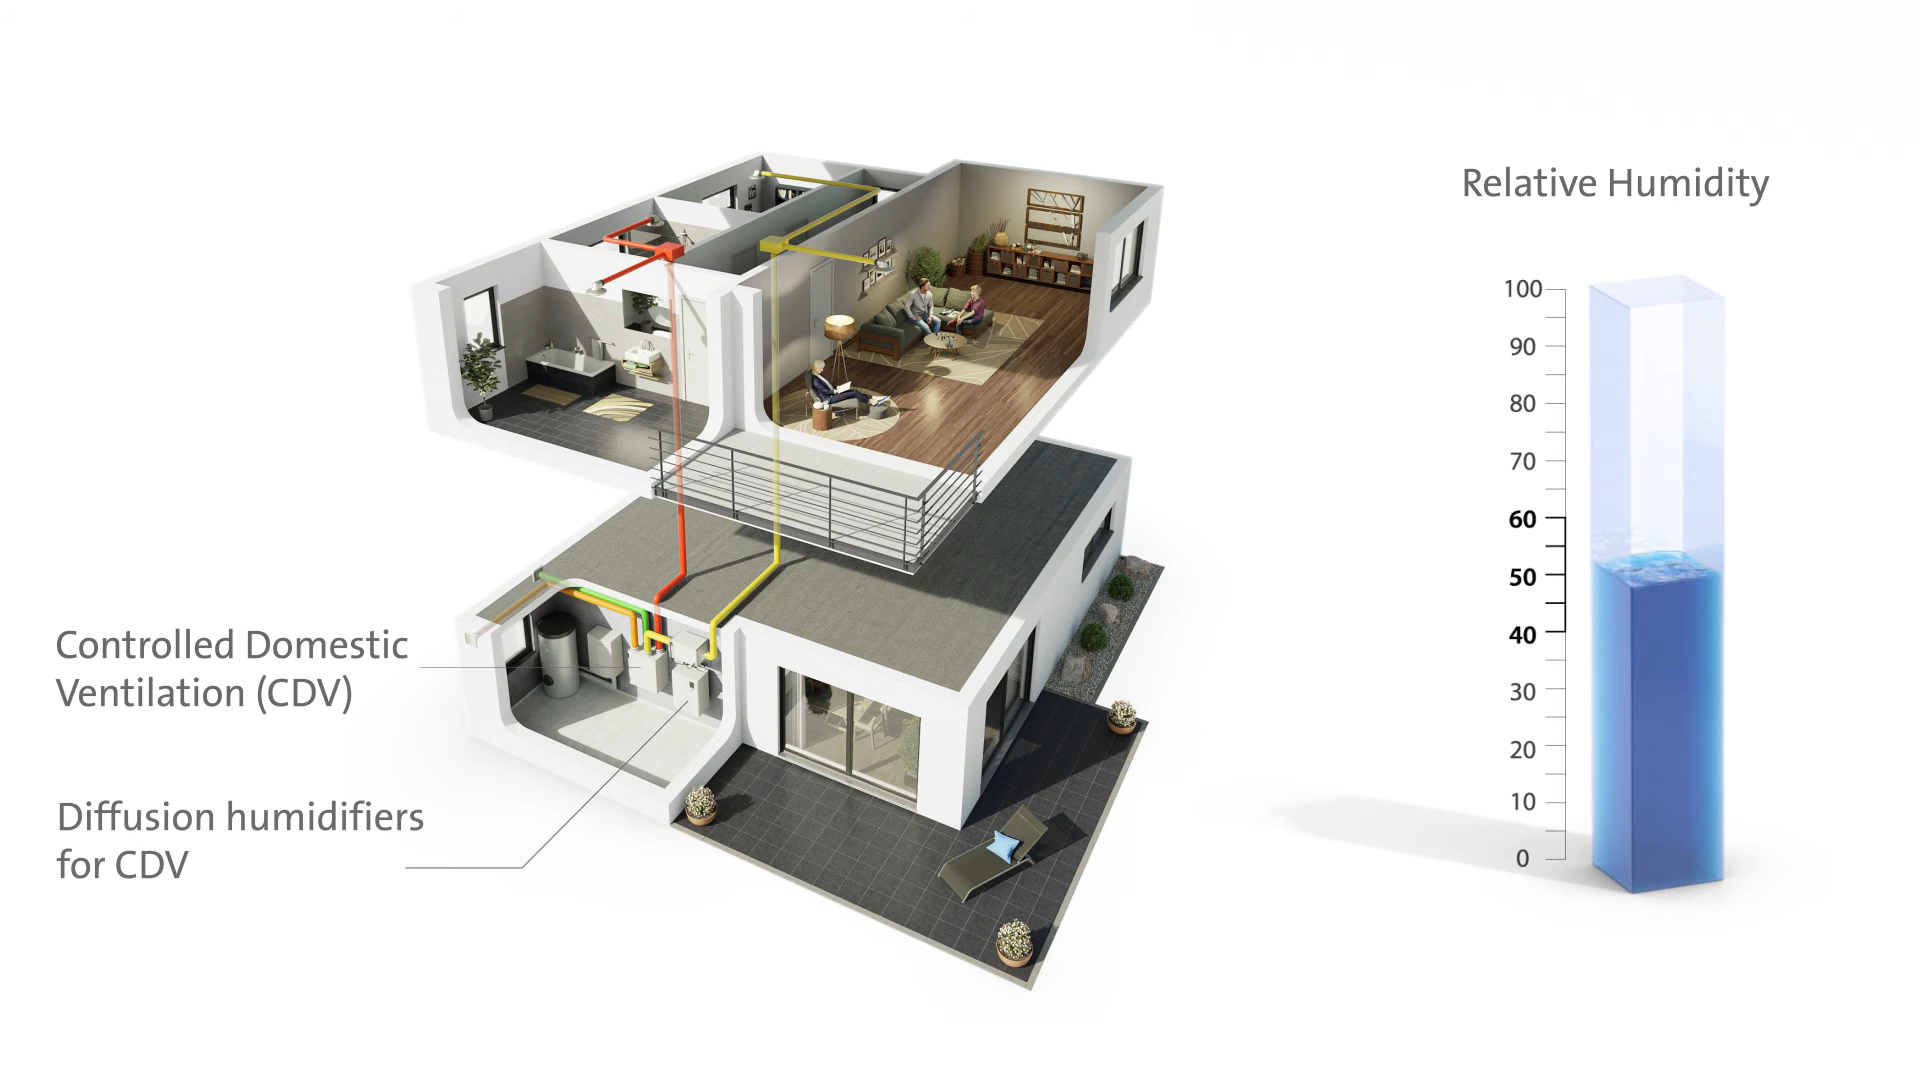 Relative Humidity
100
90
80
70
60
50
40
30
20
10
0
Controlled Domestic
Ventilation (CDV)
Diffusion humidifiers
for CDV